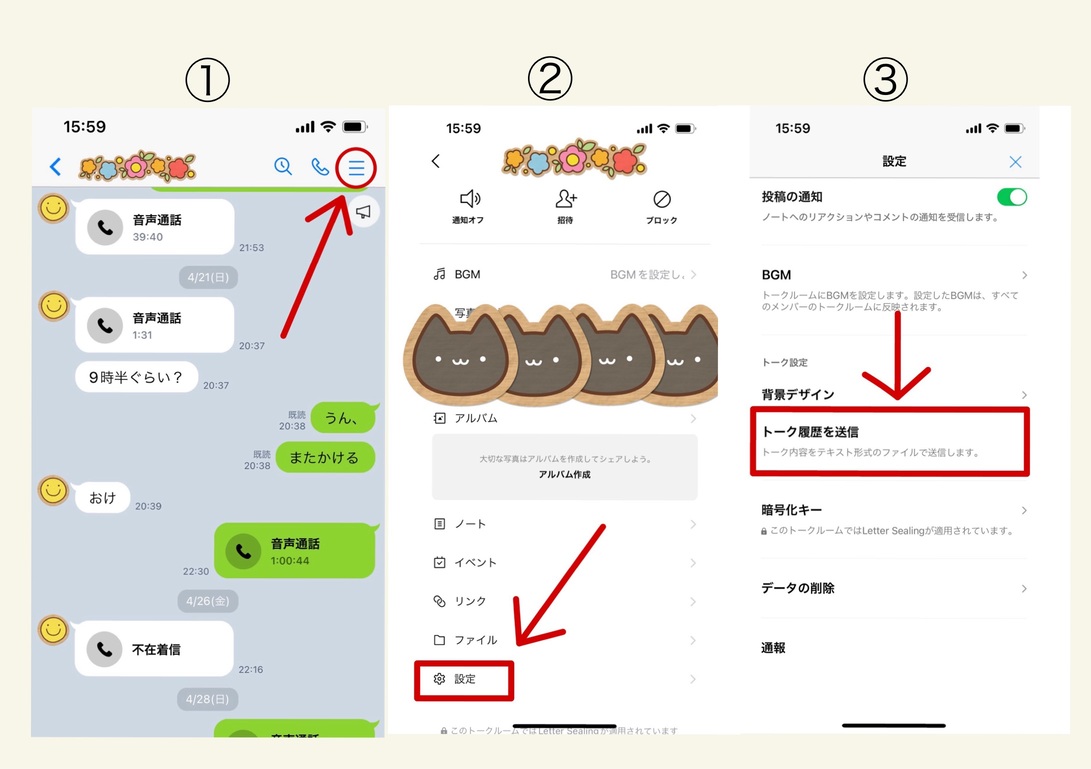 ①
15:59
音声通話
39:40
21:53
4/21(日)
音声通話
1:31
20:37
9時半ぐらい?
20:37
既読
20:38
うん、
既読
20:38
またかける
おけ
20:39
音声通話
1:00:44
22:30
4/26(金)
不在着信
22:16
4/28(日)
②
15:59
通知オフ
招待
ブロック
BGM
BGMを設定し.
アルバム
大切な写真はアルバムを作成してシェアしよう。
アルバム作成
ノート
イベント
リンク
ファイル
設定
このトークルームではLetter Sealingが適用されています
③
15:59
設定
投稿の通知
ノートへのリアクションやコメントの通知を受信します。
BGM
トークルームにBGMを設定します。設定したBGMは、すべて
のメンバーのトークルームに反映されます。
トーク設定
背景デザイン
トーク履歴を送信
トーク内容をテキスト形式のファイルで送信します。
暗号化キー
このトークルームではLetter Sealingが適用されています。
データの削除
通報